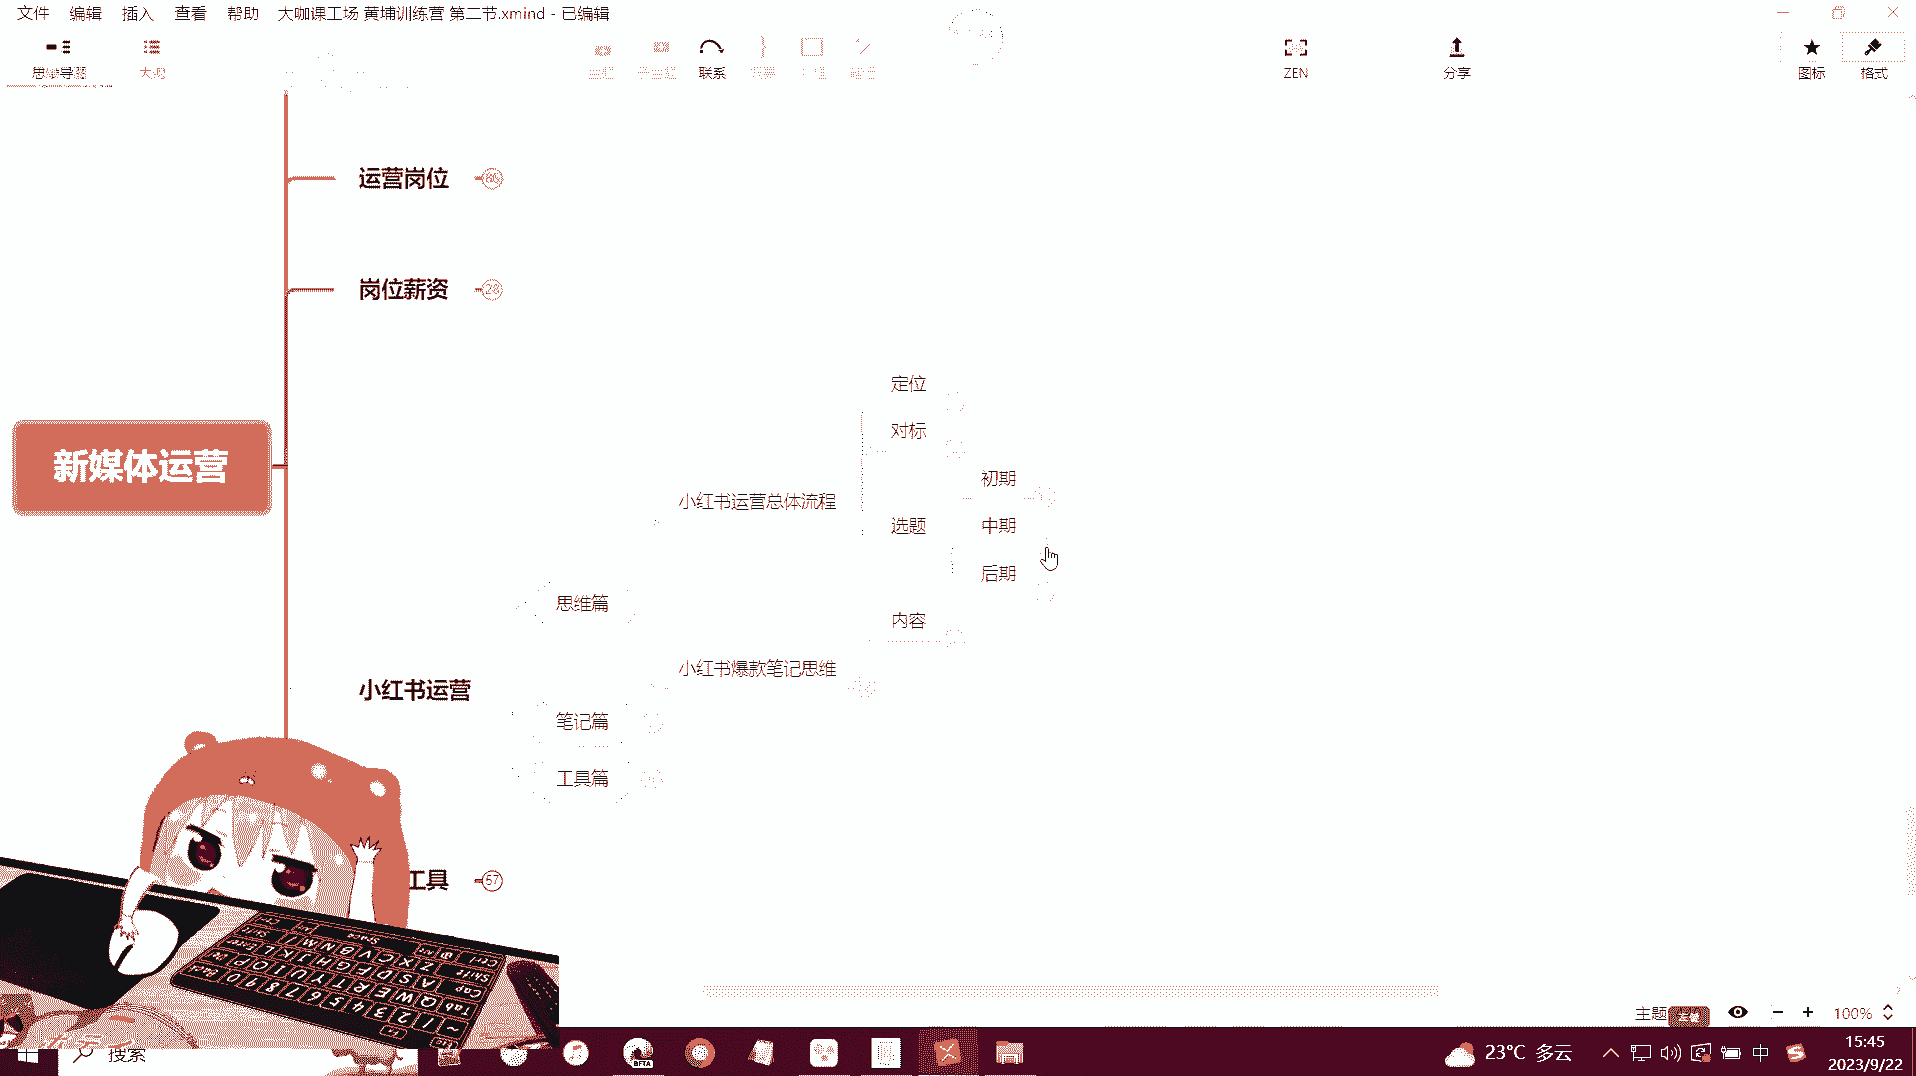 文件 编辑 插入 查看 帮助 大咖课工场 黄埔训练营 第二节.xmind - 已编辑
思维导图 联系 ZEN 分享 图标 格式
运营岗位 66
岗位薪资 28
新媒体运营
定位
对标
初期
小红书运营总体流程
选题
中期
后期
思维篇
内容
小红书爆款笔记思维
小红书运营
笔记篇
工具篇
工具 57
主题
100%
搜索
BETA
23°C 多云
中
15:45
2023/9/22